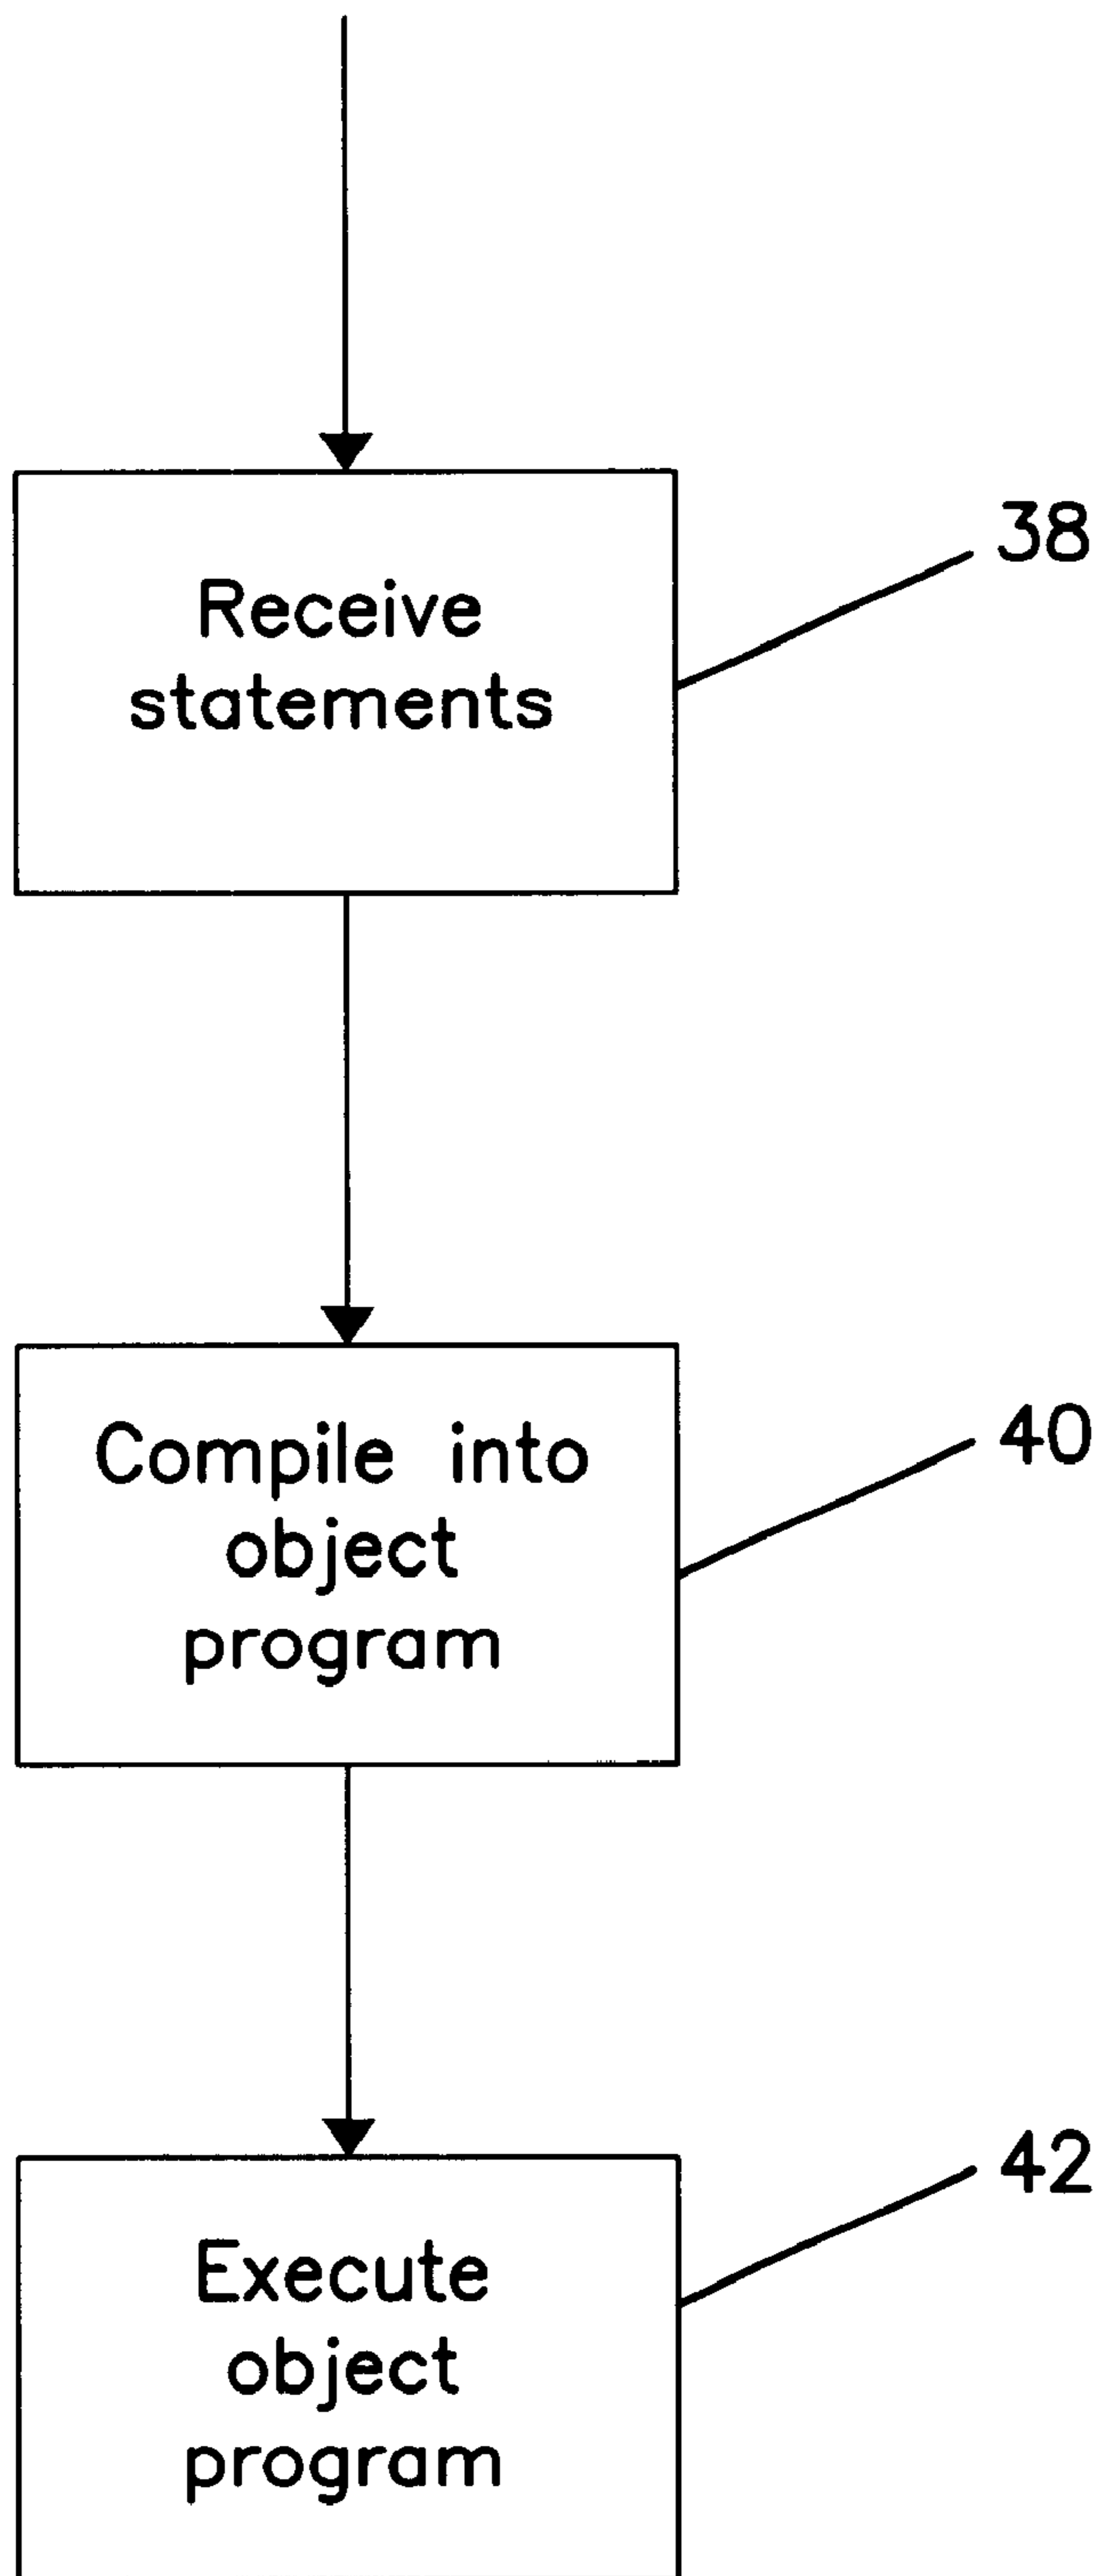 38
Receive
statements
40
Compile into
object
program
42
Execute
object
program